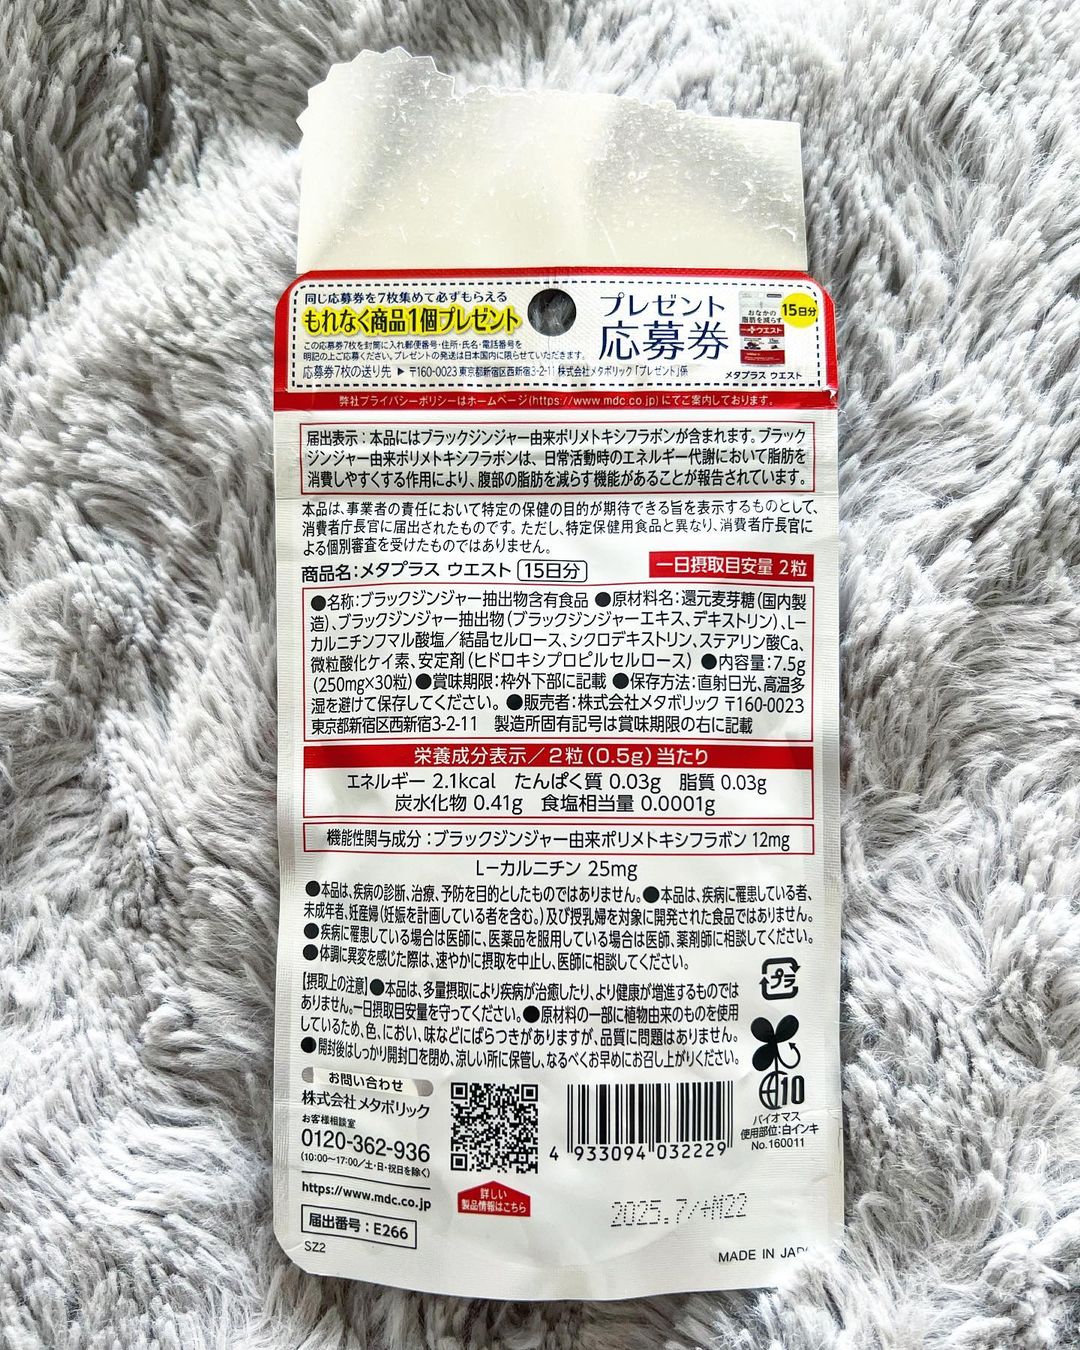 同じ応募券を7枚集めて必ずもらえる
もれなく商品1個プレゼント
この応募券7枚を封筒に入れ郵便番号・住所・氏名・電話番号を
明記の上ご応募ください。プレゼントの発送は日本国内に限らせていただきます。
応募券7枚の送り先 ▶ 〒160-0023 東京都新宿区西新宿3-2-11 株式会社メタボリック「プレゼント」係
プレゼント
応募券
おなかの
脂肪を減らす
ウエスト
15日分
メタプラス ウエスト
弊社プライバシーポリシーはホームページ(https://www.mdc.co.jp)にてご案内しております。
届出表示:本品にはブラックジンジャー由来ポリメトキシフラボンが含まれます。ブラック
ジンジャー由来ポリメトキシフラボンは、日常活動時のエネルギー代謝において脂肪を
消費しやすくする作用により、腹部の脂肪を減らす機能があることが報告されています。
本品は、事業者の責任において特定の保健の目的が期待できる旨を表示するものとして、
消費者庁長官に届出されたものです。ただし、特定保健用食品と異なり、消費者庁長官に
よる個別審査を受けたものではありません。
商品名:メタプラス ウエスト 15日分
一日摂取目安量 2粒
●名称:ブラックジンジャー抽出物含有食品 ●原材料名:還元麦芽糖(国内製
造)、ブラックジンジャー抽出物(ブラックジンジャーエキス、デキストリン)、L-
カルニチンフマル酸塩/結晶セルロース、シクロデキストリン、ステアリン酸Ca、
微粒酸化ケイ素、安定剤(ヒドロキシプロピルセルロース) ●内容量:7.5g
(250mg×30粒) ●賞味期限:枠外下部に記載 ●保存方法:直射日光、高温多
湿を避けて保存してください。 ●販売者:株式会社メタボリック 〒160-0023
東京都新宿区西新宿3-2-11 製造所固有記号は賞味期限の右に記載
栄養成分表示/2粒(0.5g)当たり
エネルギー 2.1kcal たんぱく質 0.03g 脂質 0.03g
炭水化物 0.41g 食塩相当量 0.0001g
機能性関与成分:ブラックジンジャー由来ポリメトキシフラボン 12mg
L-カルニチン 25mg
●本品は、疾病の診断、治療、予防を目的としたものではありません。●本品は、疾病に罹患している者、
未成年者、妊産婦(妊娠を計画している者を含む。)及び授乳婦を対象に開発された食品ではありません。
●疾病に罹患している場合は医師に、医薬品を服用している場合は医師、薬剤師に相談してください。
●体調に異変を感じた際は、速やかに摂取を中止し、医師に相談してください。
【摂取上の注意】●本品は、多量摂取により疾病が治癒したり、より健康が増進するものでは
ありません。一日摂取目安量を守ってください。●原材料の一部に植物由来のものを使用
しているため、色、におい、味などにばらつきがありますが、品質に問題はありません。
●開封後はしっかり開封口を閉め、涼しい所に保管し、なるべくお早めにお召し上がりください。
プラ
10
バイオマス
使用部位:白インキ
No.160011
お問い合わせ
株式会社メタボリック
お客様相談室
0120-362-936
(10:00〜17:00/土・日・祝日を除く)
https://www.mdc.co.jp
届出番号:E266
SZ2
詳しい
製品情報はこちら
4 933094 032229
2025.7/+M22
MADE IN JAP